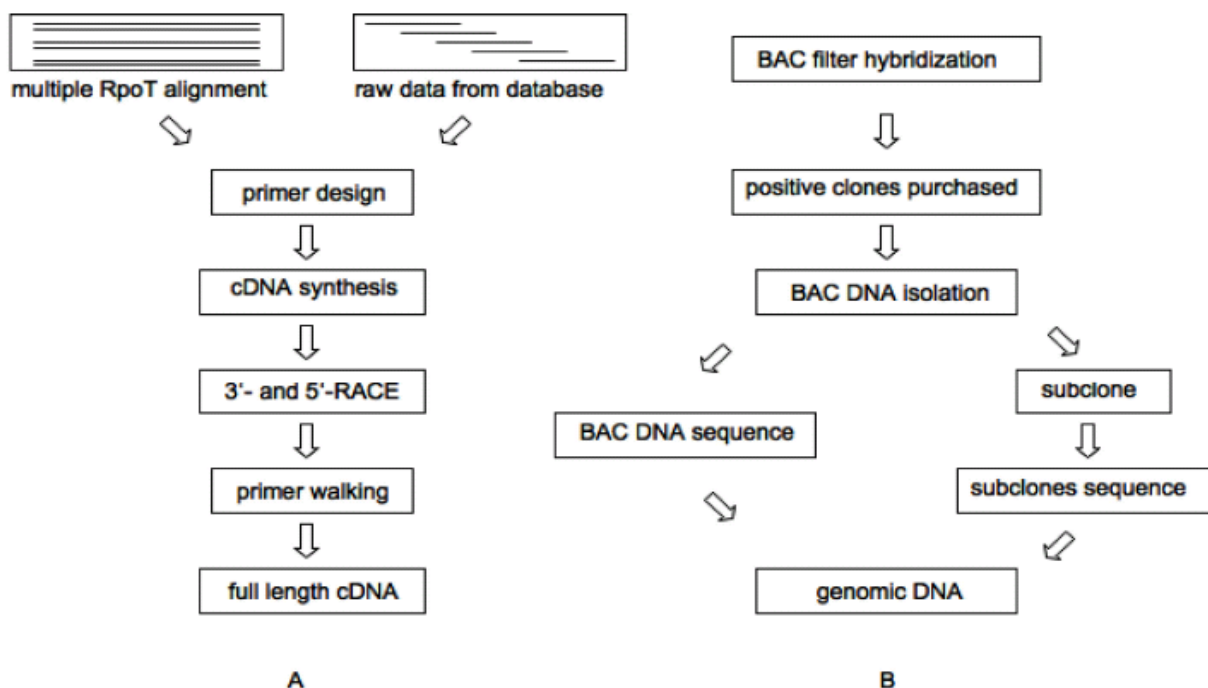 multiple RpoT alignment
raw data from database
primer design
cDNA synthesis
3'- and 5'-RACE
primer walking
full length cDNA
A
BAC filter hybridization
positive clones purchased
BAC DNA isolation
BAC DNA sequence
subclone
subclones sequence
genomic DNA
B